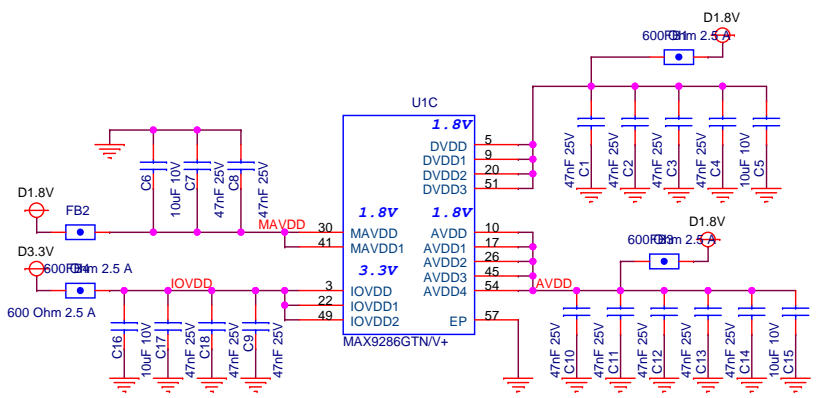 D1.8V
600 Ohm 2.5 A
FB1
U1C
1.8V
DVDD 5
DVDD1 9
DVDD2 20
DVDD3 51
47nF 25V
C1
47nF 25V
C2
47nF 25V
C3
47nF 25V
C4
10uF 10V
C5
C6
10uF 10V
C7
47nF 25V
C8
47nF 25V
D1.8V
FB2
MAVDD
1.8V
30 MAVDD
41 MAVDD1
1.8V
AVDD 10
AVDD1 17
AVDD2 26
AVDD3 45
AVDD4 54
AVDD
D1.8V
600 Ohm 2.5 A
FB3
D3.3V
600 Ohm 2.5 A
FB4
600 Ohm 2.5 A
IOVDD
3.3V
3 IOVDD
22 IOVDD1
49 IOVDD2
EP 57
MAX9286GTN/V+
C16
10uF 10V
C17
47nF 25V
C18
47nF 25V
C9
47nF 25V
47nF 25V
C10
47nF 25V
C11
47nF 25V
C12
47nF 25V
C13
47nF 25V
C14
10uF 10V
C15